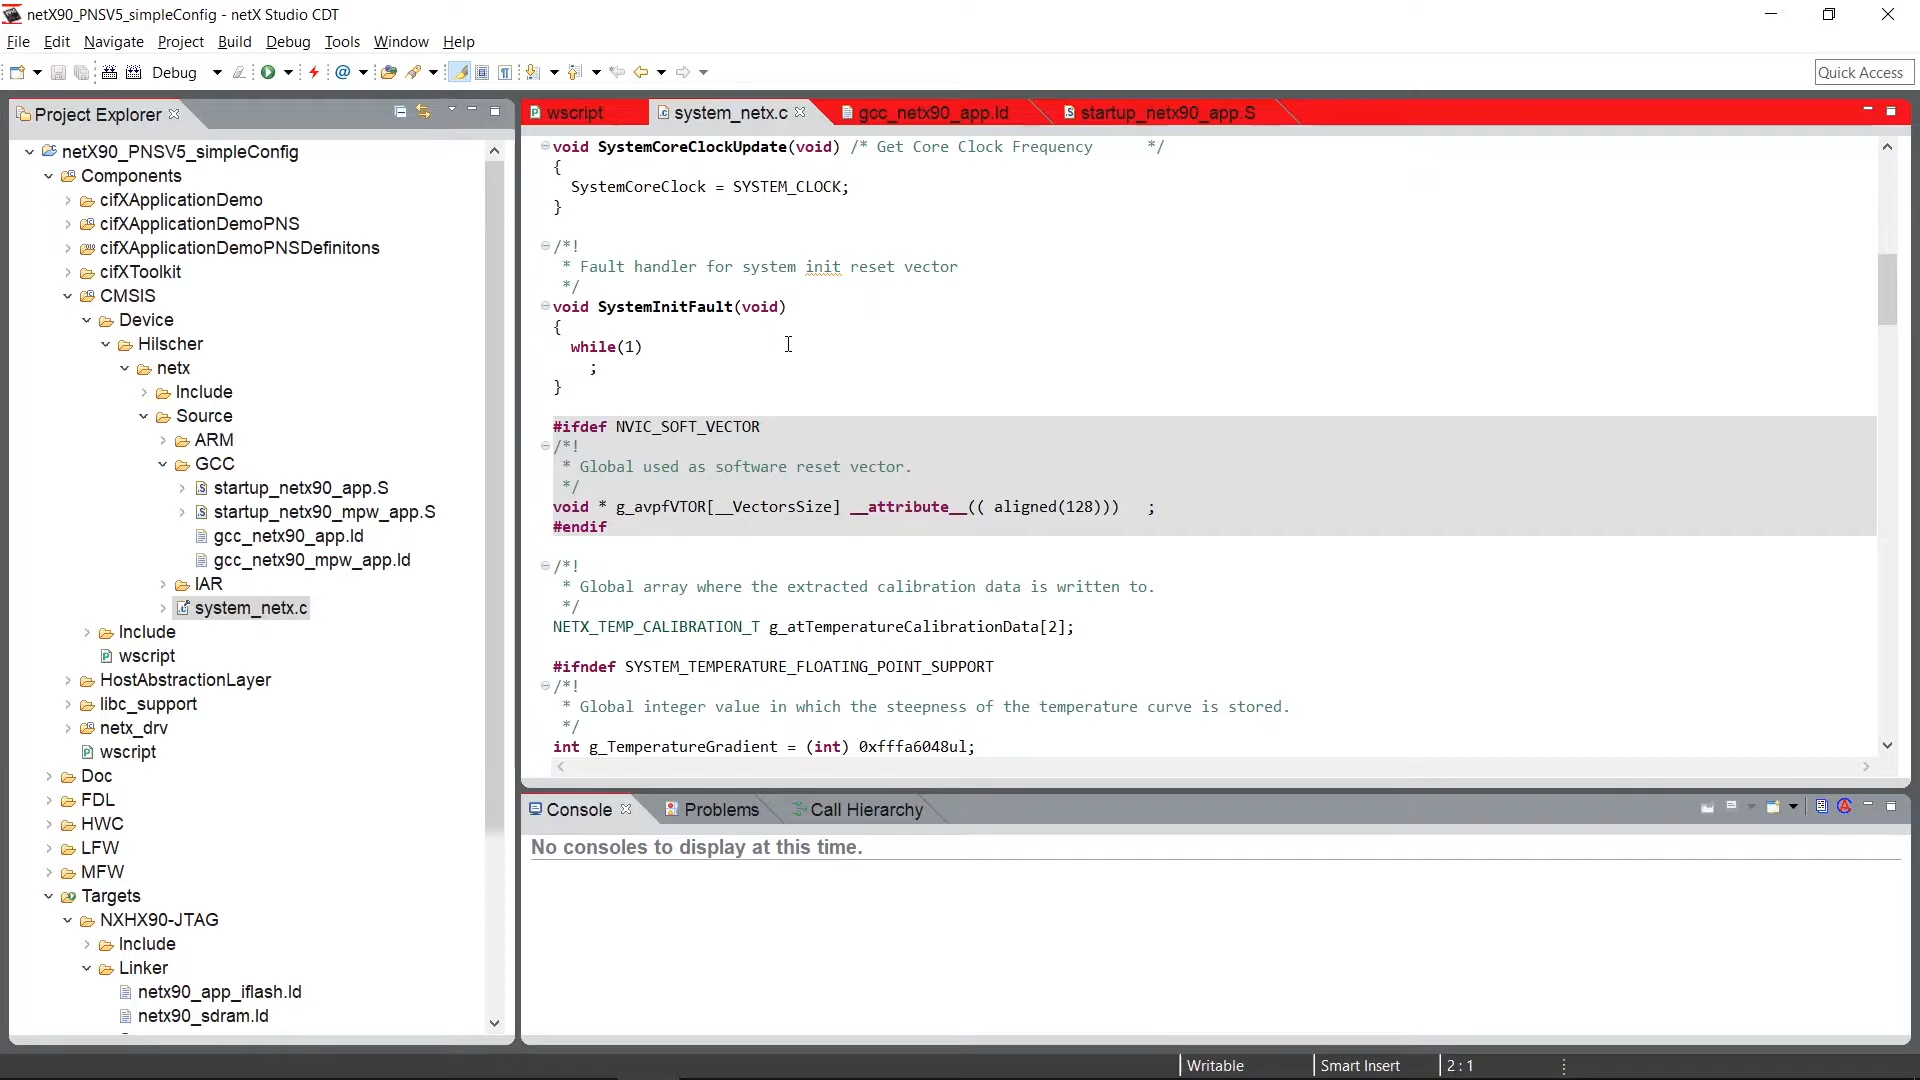 netX90_PNSV5_simpleConfig - netX Studio CDT
File Edit Navigate Project Build Debug Tools Window Help
Debug
Quick Access
Project Explorer
netX90_PNSV5_simpleConfig
Components
cifXApplicationDemo
cifXApplicationDemoPNS
cifXApplicationDemoPNSDefinitons
cifXToolkit
CMSIS
Device
Hilscher
netx
Include
Source
ARM
GCC
startup_netx90_app.S
startup_netx90_mpw_app.S
gcc_netx90_app.ld
gcc_netx90_mpw_app.ld
IAR
system_netx.c
Include
wscript
HostAbstractionLayer
libc_support
netx_drv
wscript
Doc
FDL
HWC
LFW
MFW
Targets
NXHX90-JTAG
Include
Linker
netx90_app_iflash.ld
netx90_sdram.ld
wscript system_netx.c gcc_netx90_app.ld startup_netx90_app.S
void SystemCoreClockUpdate(void) /* Get Core Clock Frequency */
{
SystemCoreClock = SYSTEM_CLOCK;
}
/*!
* Fault handler for system init reset vector
*/
void SystemInitFault(void)
{
while(1)
;
}
#ifdef NVIC_SOFT_VECTOR
/*!
* Global used as software reset vector.
*/
void * g_avpfVTOR[__VectorsSize] __attribute__(( aligned(128))) ;
#endif
/*!
* Global array where the extracted calibration data is written to.
*/
NETX_TEMP_CALIBRATION_T g_atTemperatureCalibrationData[2];
#ifndef SYSTEM_TEMPERATURE_FLOATING_POINT_SUPPORT
/*!
* Global integer value in which the steepness of the temperature curve is stored.
*/
int g_TemperatureGradient = (int) 0xfffa6048ul;
Console Problems Call Hierarchy
No consoles to display at this time.
Writable Smart Insert 2 : 1